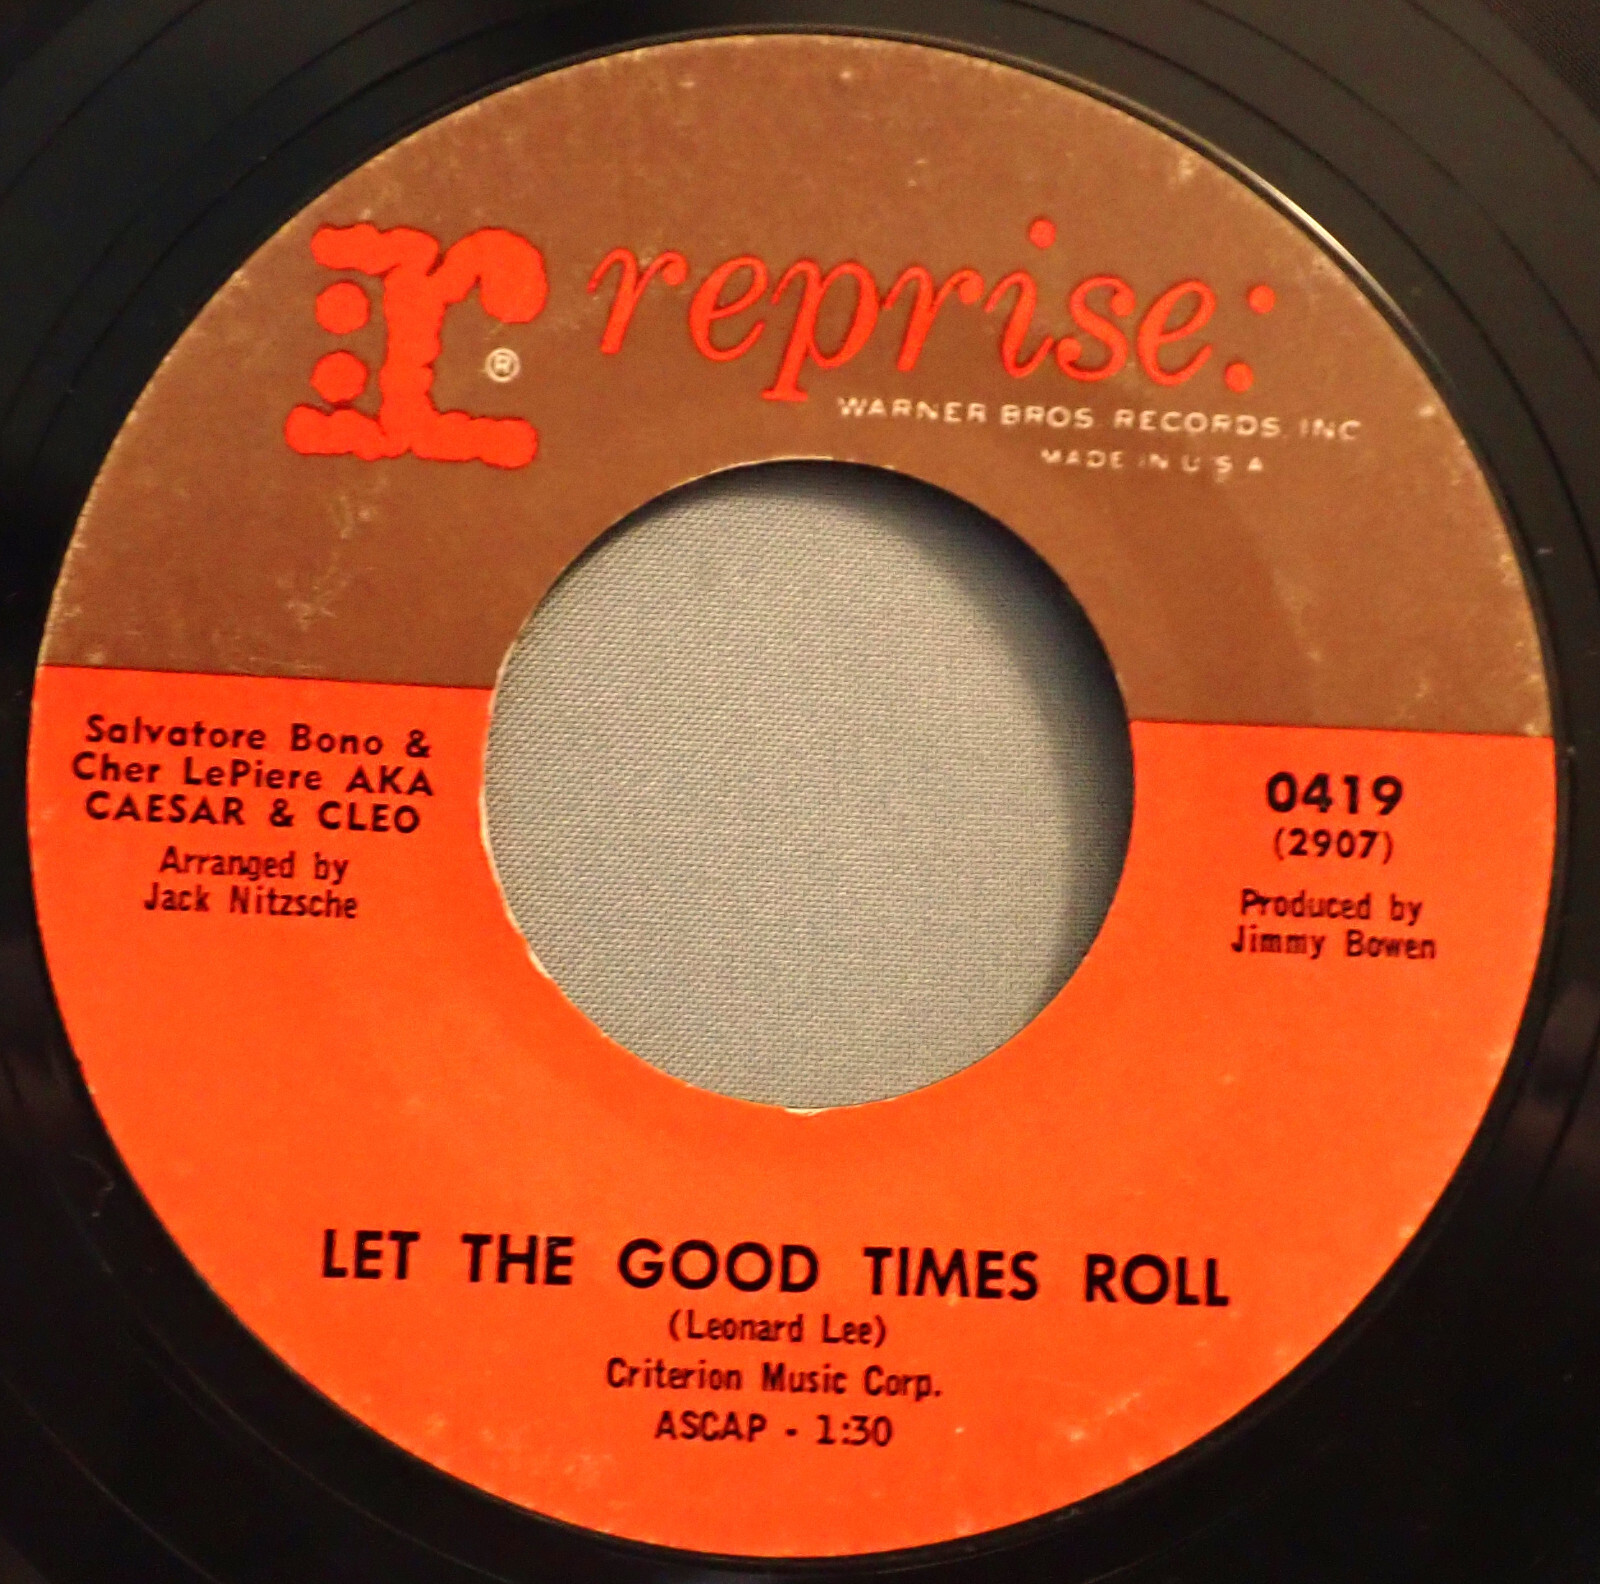 r® reprise:
WARNER BROS. RECORDS, INC
MADE IN U S A
Salvatore Bono &
Cher LePiere AKA
CAESAR & CLEO
Arranged by
Jack Nitzsche
0419
(2907)
Produced by
Jimmy Bowen
LET THE GOOD TIMES ROLL
(Leonard Lee)
Criterion Music Corp.
ASCAP - 1:30